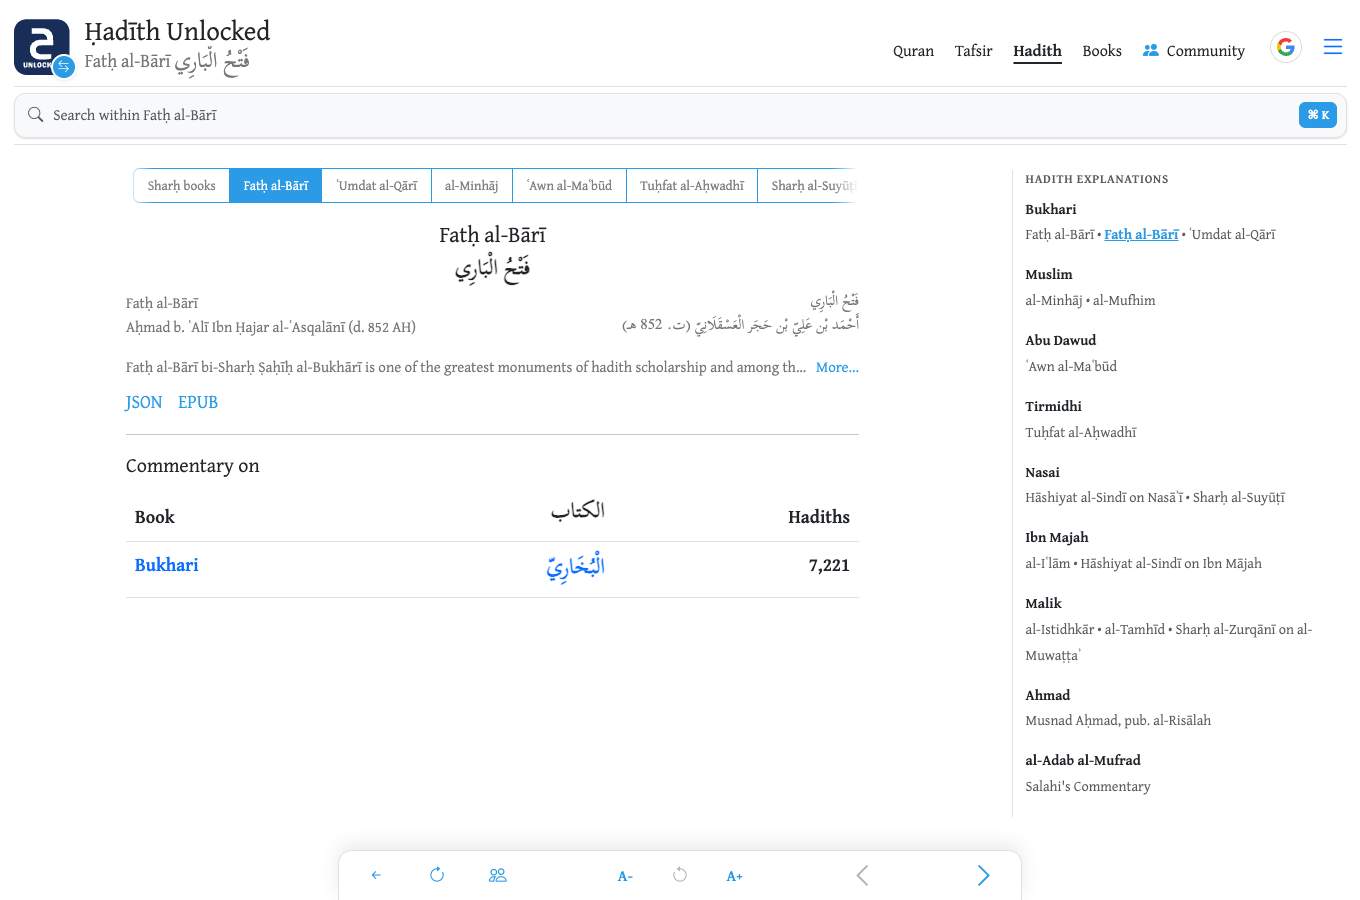 Ḥadīth Unlocked
UNLOCK
Fatḥ al-Bārī فَتْحُ الْبَارِي
Quran Tafsir Hadith Books Community
Search within Fatḥ al-Bārī
⌘ K
Sharḥ books Fatḥ al-Bārī ʿUmdat al-Qārī al-Minhāj ʿAwn al-Maʿbūd Tuḥfat al-Aḥwadhī Sharḥ al-Suyūṭī
Fatḥ al-Bārī
فَتْحُ الْبَارِي
Fatḥ al-Bārī
فَتْحُ الْبَارِي
Aḥmad b. ʿAlī Ibn Ḥajar al-ʿAsqalānī (d. 852 AH)
أَحْمَد بْن عَلِيّ بْن حَجَر الْعَسْقَلَانِيّ (ت. 852 هـ)
Fatḥ al-Bārī bi-Sharḥ Ṣaḥīḥ al-Bukhārī is one of the greatest monuments of hadith scholarship and among th... More...
JSON EPUB
Commentary on
Book الكتاب Hadiths
Bukhari الْبُخَارِيّ 7,221
HADITH EXPLANATIONS
Bukhari
Fatḥ al-Bārī • Fatḥ al-Bārī • ʿUmdat al-Qārī
Muslim
al-Minhāj • al-Mufhim
Abu Dawud
ʿAwn al-Maʿbūd
Tirmidhi
Tuḥfat al-Aḥwadhī
Nasai
Hāshiyat al-Sindī on Nasāʾī • Sharḥ al-Suyūṭī
Ibn Majah
al-Iʿlām • Hāshiyat al-Sindī on Ibn Mājah
Malik
al-Istidhkār • al-Tamhīd • Sharḥ al-Zurqānī on al-
Muwaṭṭaʾ
Ahmad
Musnad Aḥmad, pub. al-Risālah
al-Adab al-Mufrad
Salahi's Commentary
A- A+